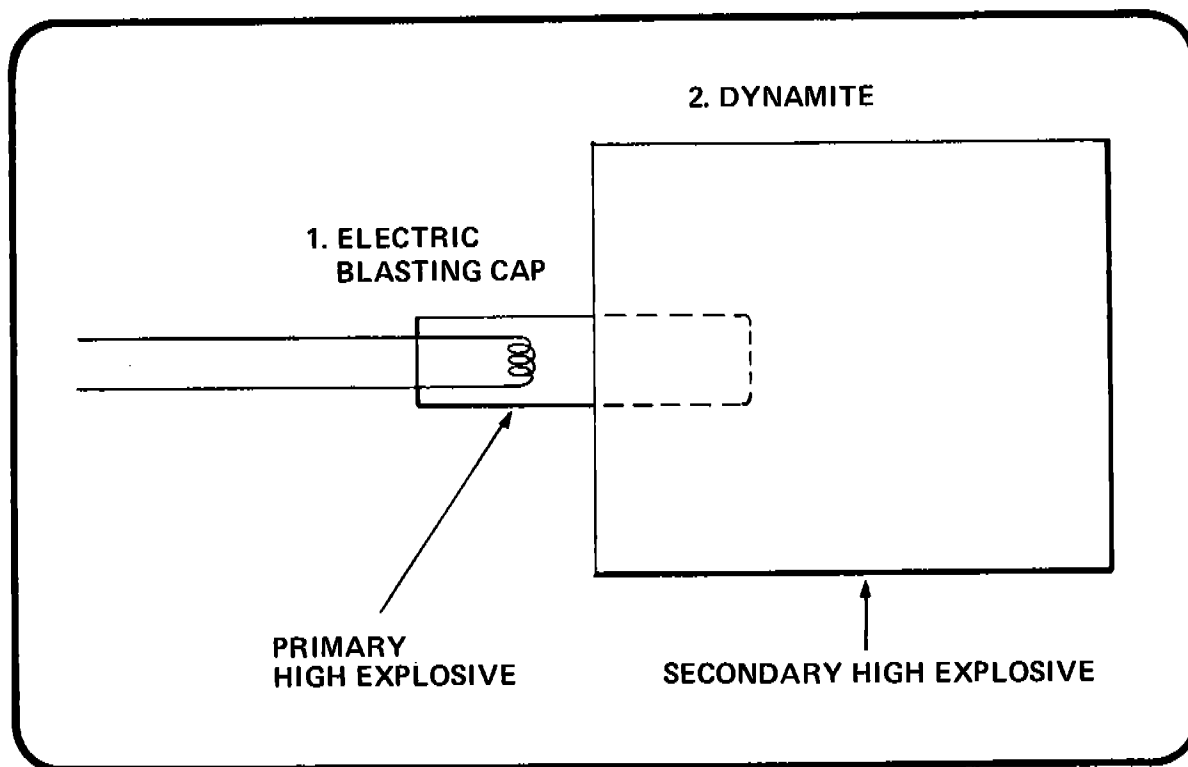 2. DYNAMITE
1. ELECTRIC
BLASTING CAP
PRIMARY
HIGH EXPLOSIVE
SECONDARY HIGH EXPLOSIVE